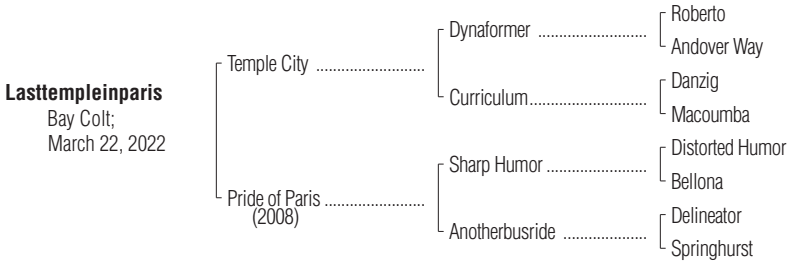 Lasttempleinparis
Bay Colt;
March 22, 2022
Temple City ..........................
Pride of Paris ........................
(2008)
Dynaformer ..........................
Curriculum............................
Sharp Humor ........................
Anotherbusride ....................
Roberto
Andover Way
Danzig
Macoumba
Distorted Humor
Bellona
Delineator
Springhurst